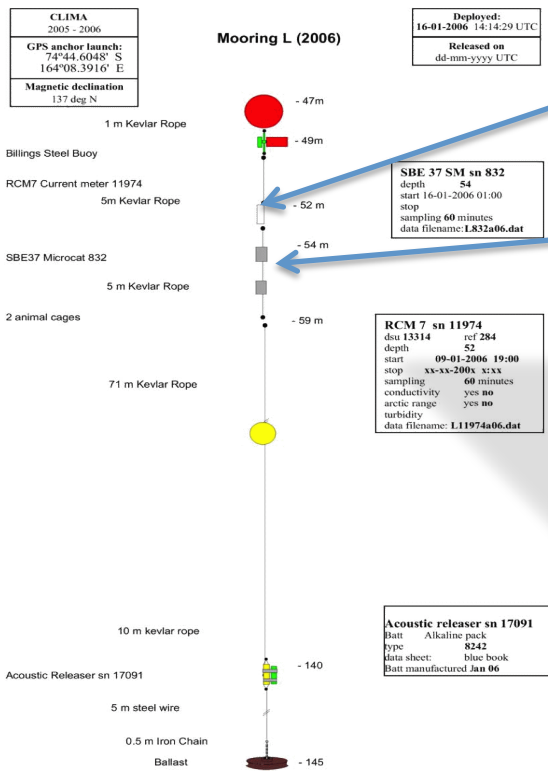 CLIMA
2005 - 2006
GPS anchor launch:
74º44.6048' S
164º08.3916' E
Magnetic declination
137 deg N
Mooring L (2006)
Deployed:
16-01-2006 14:14:29 UTC
Released on
dd-mm-yyyy UTC
- 47m
1 m Kevlar Rope
- 49m
Billings Steel Buoy
RCM7 Current meter 11974
5m Kevlar Rope
- 52 m
- 54 m
SBE37 Microcat 832
5 m Kevlar Rope
2 animal cages
- 59 m
71 m Kevlar Rope
10 m kevlar rope
- 140
Acoustic Releaser sn 17091
5 m steel wire
0.5 m Iron Chain
Ballast
- 145
SBE 37 SM sn 832
depth 54
start 16-01-2006 01:00
stop
sampling 60 minutes
data filename:L832a06.dat
RCM 7 sn 11974
dsu 13314 ref 284
depth 52
start 09-01-2006 19:00
stop xx-xx-200x x:xx
sampling 60 minutes
conductivity yes no
arctic range yes no
turbidity
data filename: L11974a06.dat
Acoustic releaser sn 17091
Batt Alkaline pack
type 8242
data sheet: blue book
Batt manufactured Jan 06